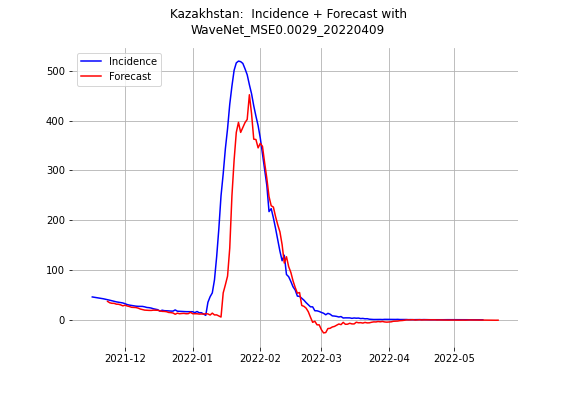 Kazakhstan:  Incidence + Forecast with
WaveNet_MSE0.0029_20220409
Incidence
Forecast
500
400
300
200
100
0
2021-12 2022-01 2022-02 2022-03 2022-04 2022-05